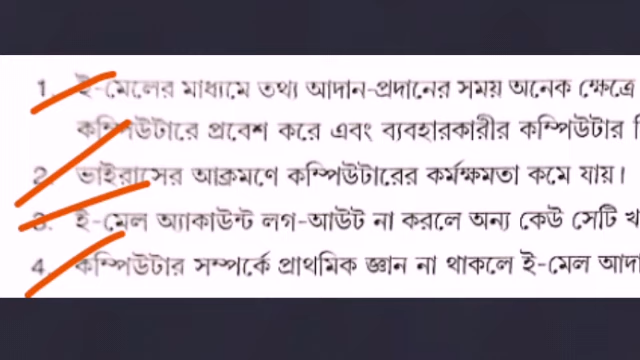 1. ই-মেলের মাধ্যমে তথ্য আদান-প্রদানের সময় অনেক ক্ষেত্রে
কম্পিউটারে প্রবেশ করে এবং ব্যবহারকারীর কম্পিউটার
2. ভাইরাসের আক্রমণে কম্পিউটারের কর্মক্ষমতা কমে যায়।
3. ই-মেল অ্যাকাউন্ট লগ-আউট না করলে অন্য কেউ সেটি
4. কম্পিউটার সম্পর্কে প্রাথমিক জ্ঞান না থাকলে ই-মেল